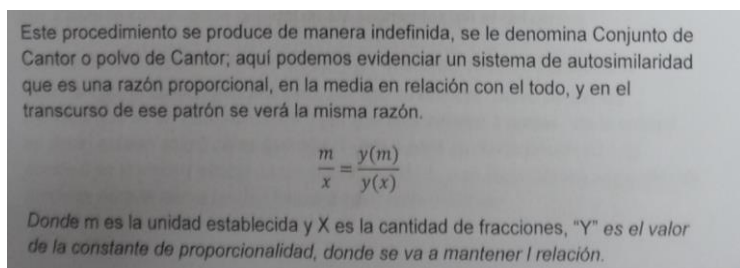 Este procedimiento se produce de manera indefinida, se le denomina Conjunto de
Cantor o polvo de Cantor; aquí podemos evidenciar un sistema de autosimilaridad
que es una razón proporcional, en la media en relación con el todo, y en el
transcurso de ese patrón se verá la misma razón.
m/x = y(m)/y(x)
Donde m es la unidad establecida y X es la cantidad de fracciones, "Y" es el valor
de la constante de proporcionalidad, donde se va a mantener l relación.